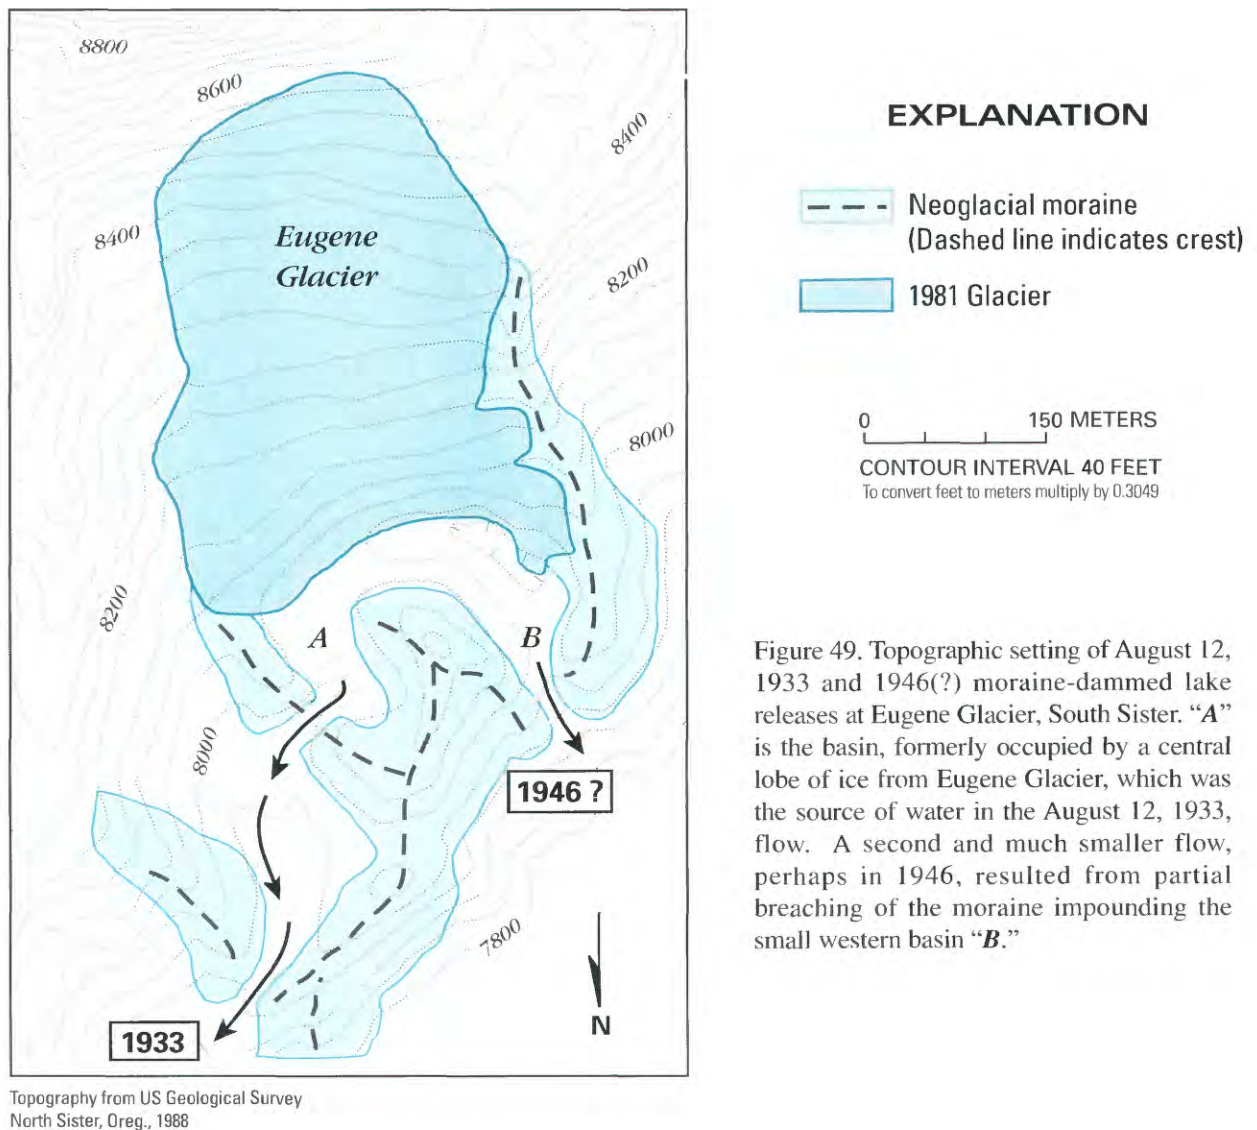 8800
8600
8400
8400
Eugene
Glacier
8200
8000
8200
A
B
8000
1946 ?
7800
N
1933
Topography from US Geological Survey
North Sister, Oreg., 1988
EXPLANATION
Neoglacial moraine
(Dashed line indicates crest)
1981 Glacier
0 150 METERS
CONTOUR INTERVAL 40 FEET
To convert feet to meters multiply by 0.3049
Figure 49. Topographic setting of August 12,
1933 and 1946(?) moraine-dammed lake
releases at Eugene Glacier, South Sister. “A”
is the basin, formerly occupied by a central
lobe of ice from Eugene Glacier, which was
the source of water in the August 12, 1933,
flow. A second and much smaller flow,
perhaps in 1946, resulted from partial
breaching of the moraine impounding the
small western basin “B.”